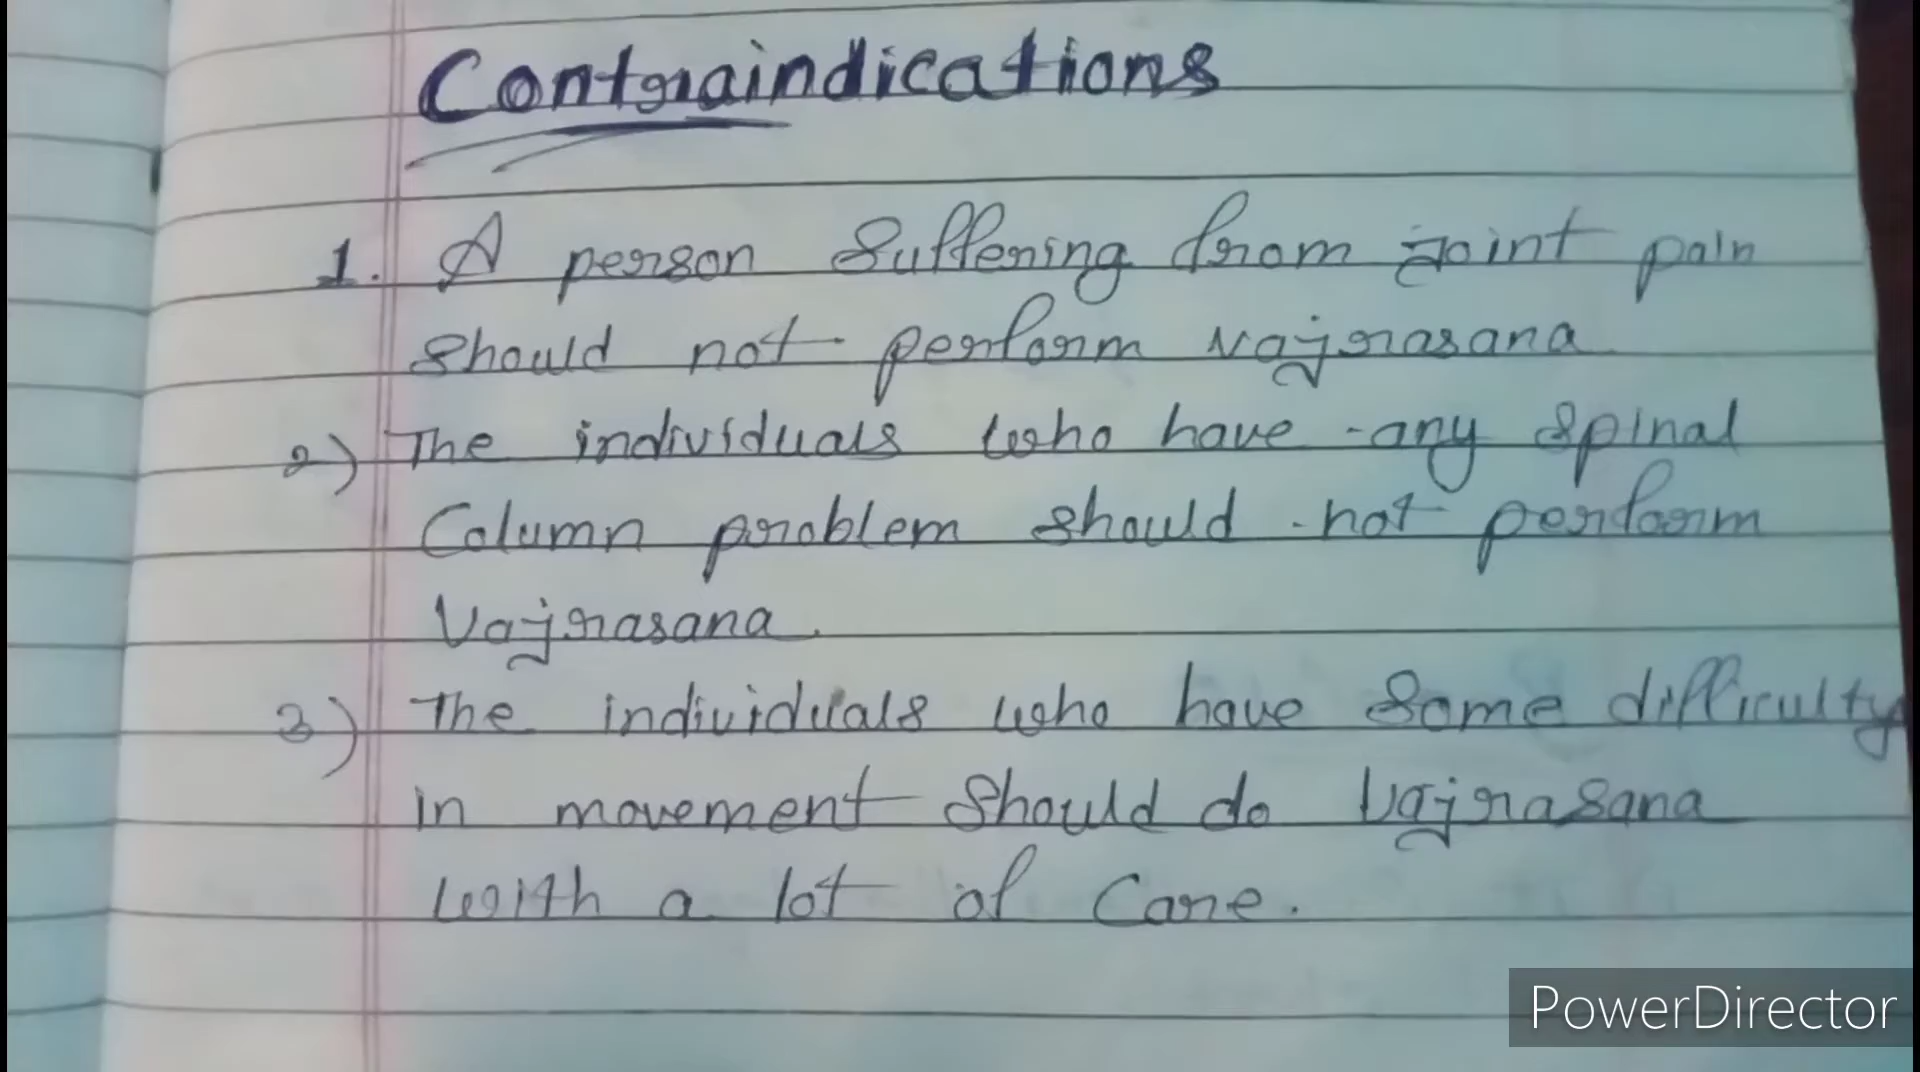 Contraindications
1. A person Suffering from joint pain
should not perform vajrasana
2) The individuals who have any spinal
Column problem should not perform
Vajrasana.
3) The individuals who have Some difficulty
in movement Should do Vajrasana
with a lot of Care.
PowerDirector